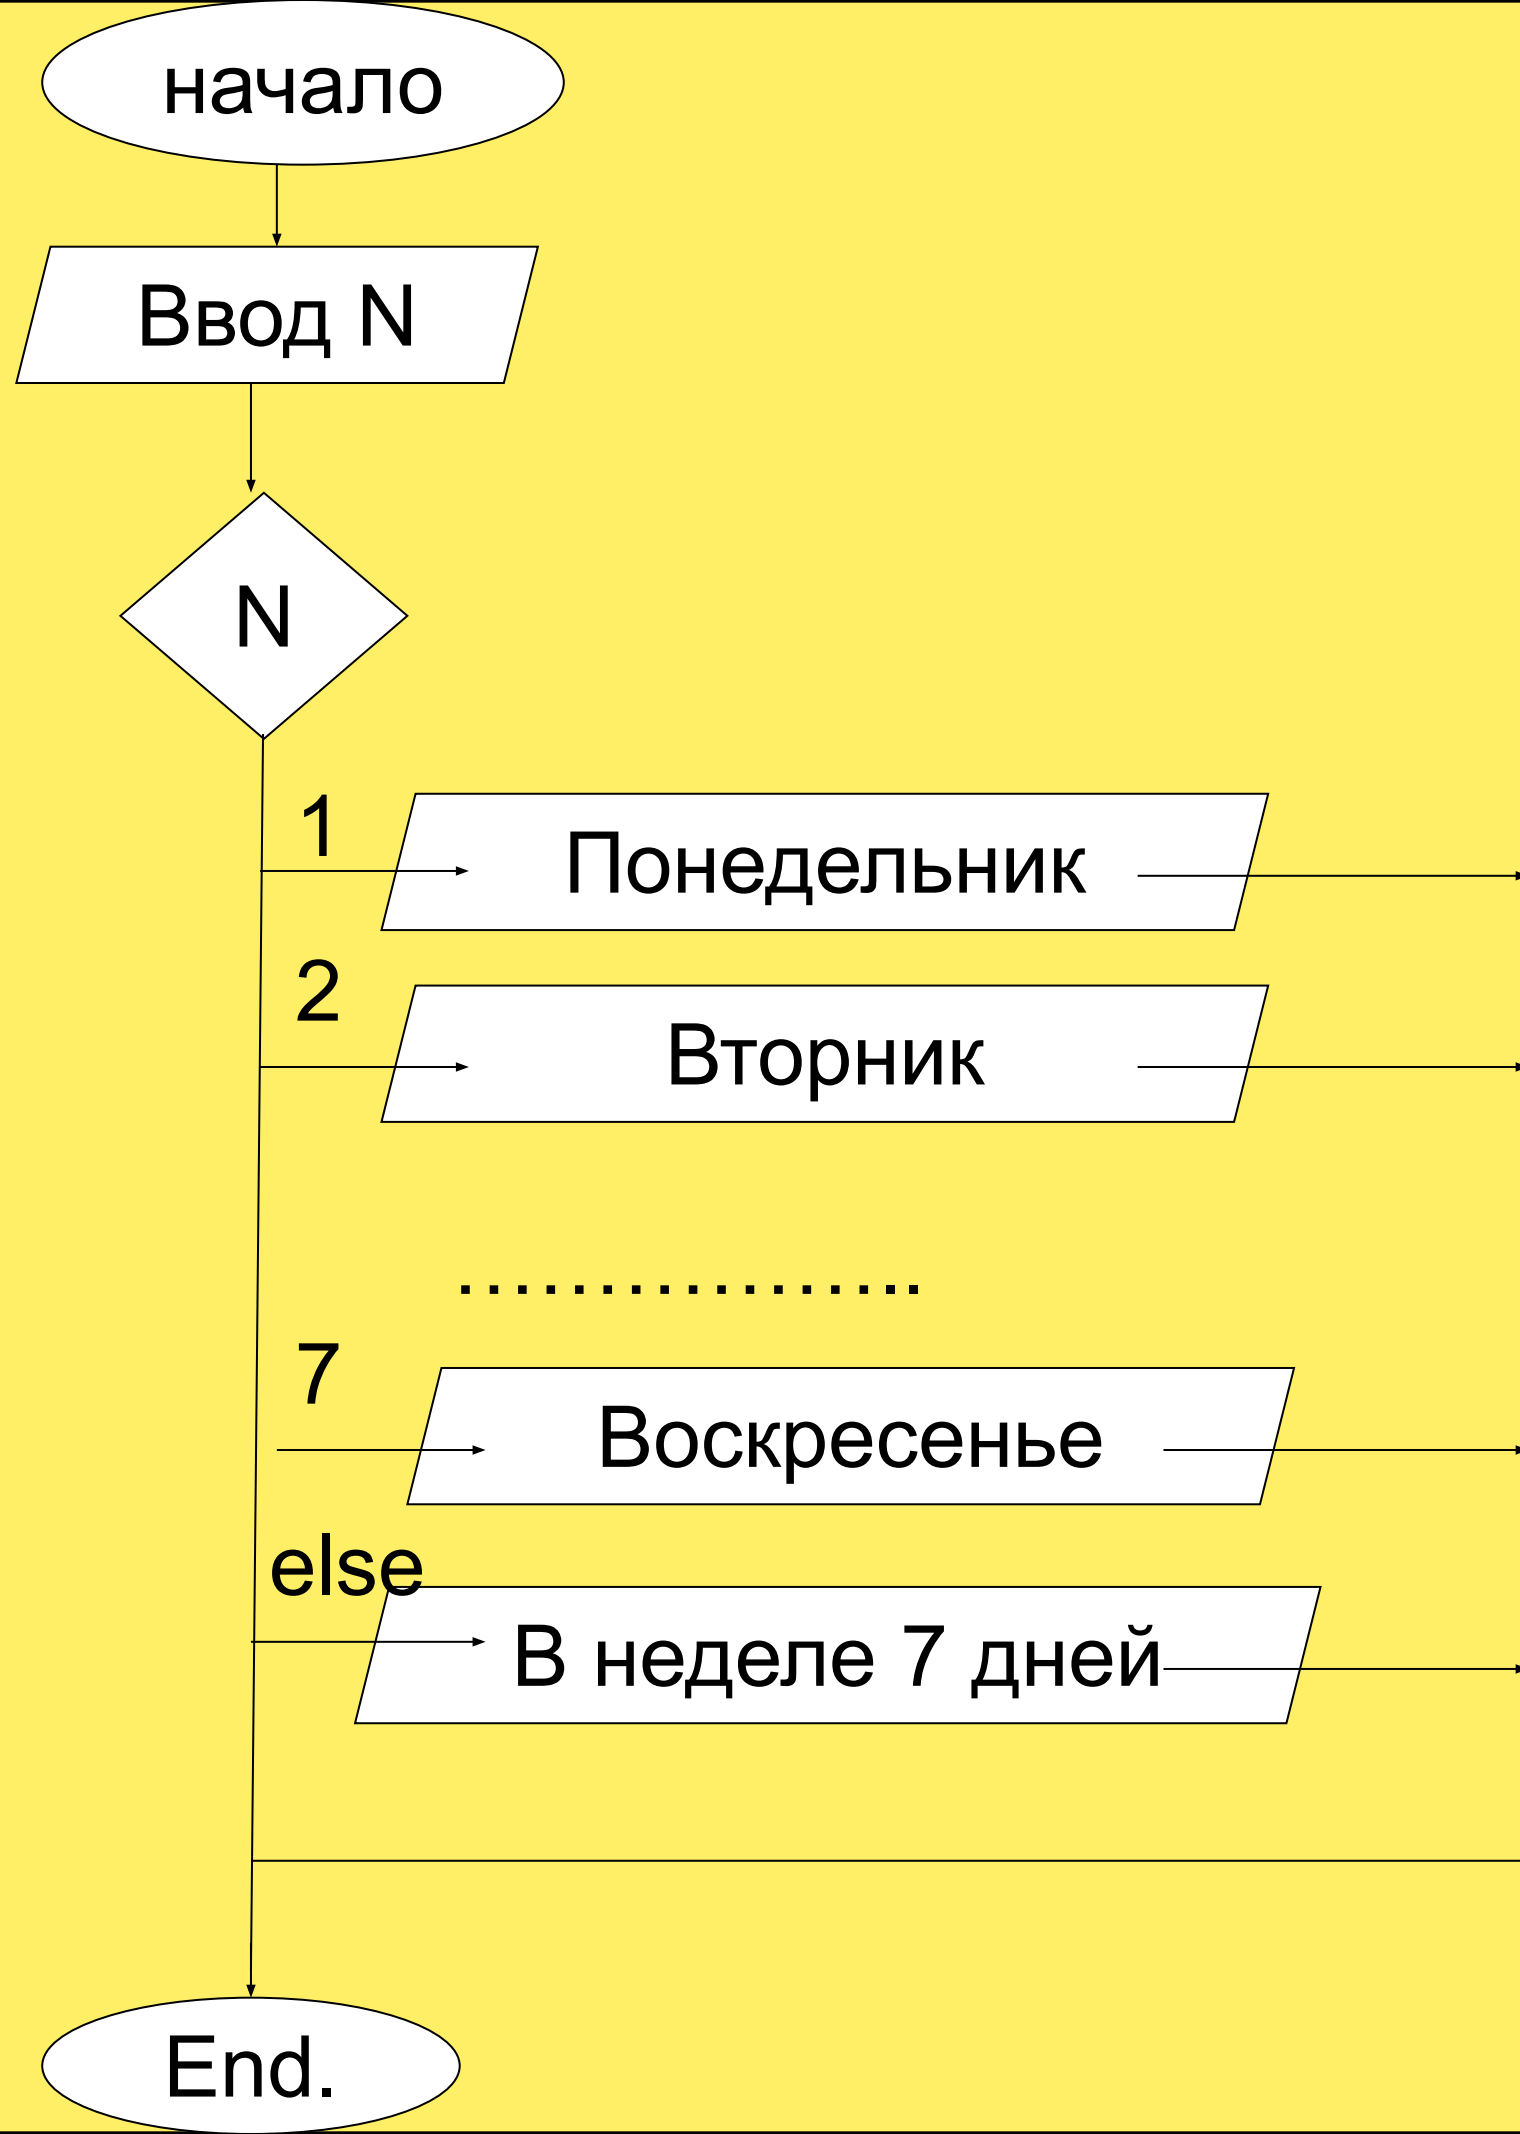 начало
Ввод N
N
1
Понедельник
2
Вторник
……………..
7
Воскресенье
else
В неделе 7 дней
End.